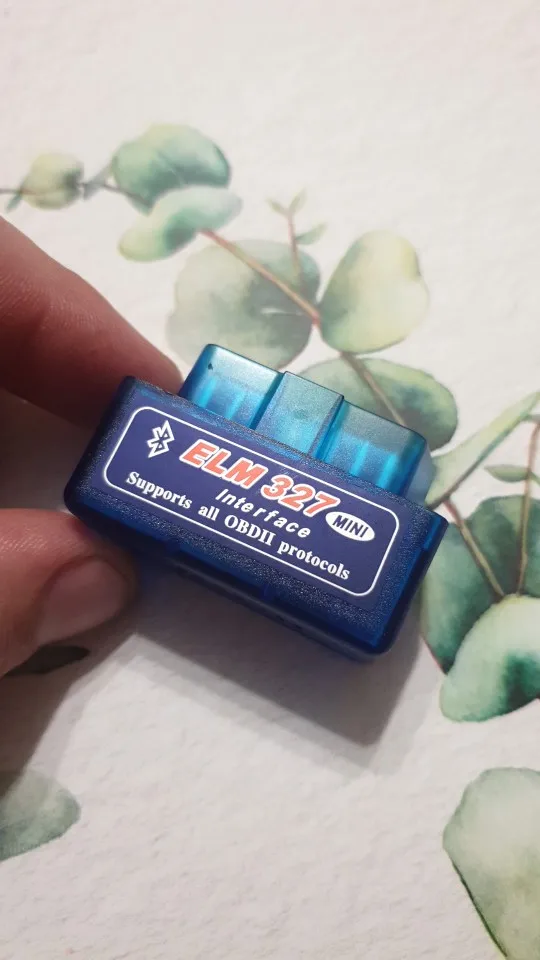 ELM 327 MINI
Interface
Supports all OBDII protocols